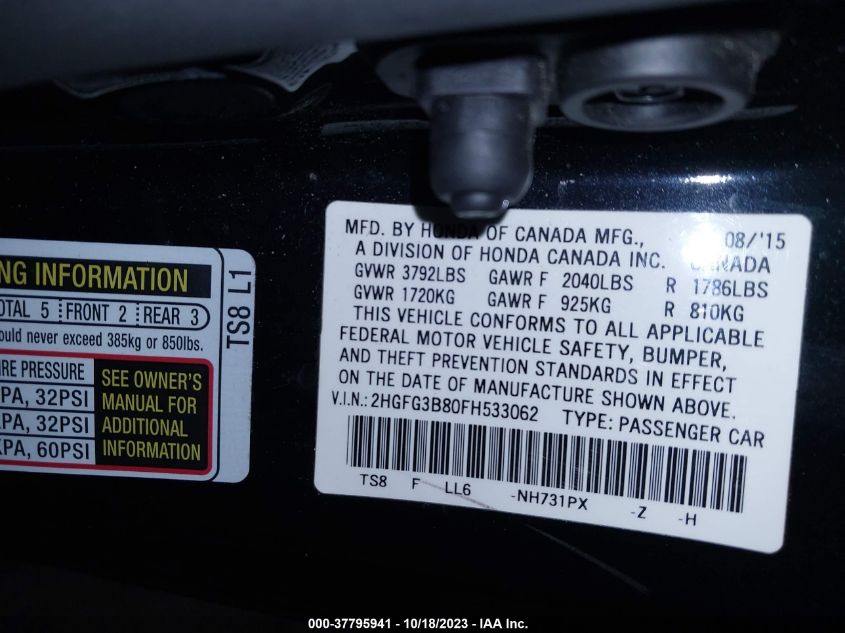 MFD. BY HONDA OF CANADA MFG., 08/'15
A DIVISION OF HONDA CANADA INC. CANADA
GVWR 3792LBS GAWR F 2040LBS R 1786LBS
GVWR 1720KG GAWR F 925KG R 810KG
THIS VEHICLE CONFORMS TO ALL APPLICABLE
FEDERAL MOTOR VEHICLE SAFETY, BUMPER,
AND THEFT PREVENTION STANDARDS IN EFFECT
ON THE DATE OF MANUFACTURE SHOWN ABOVE.
V.I.N.: 2HGFG3B80FH533062 TYPE: PASSENGER CAR
TS8 F LL6 -NH731PX -Z -H
NG INFORMATION
OTAL 5 FRONT 2 REAR 3
ould never exceed 385kg or 850lbs.
IRE PRESSURE
PA, 32PSI
PA, 32PSI
KPA, 60PSI
SEE OWNER'S
MANUAL FOR
ADDITIONAL
INFORMATION
TS8 L1
000-37795941 - 10/18/2023 - IAA Inc.